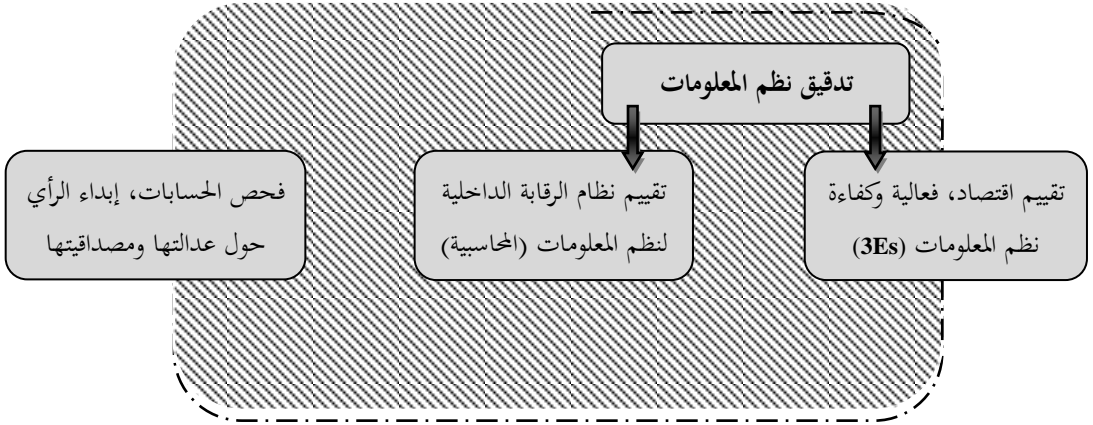 تدقيق نظم المعلومات
تقييم اقتصاد، فعالية وكفاءة
نظم المعلومات (3Es)
تقييم نظام الرقابة الداخلية
لنظم المعلومات (المحاسبية)
فحص الحسابات، إبداء الرأي
حول عدالتها ومصداقيتها